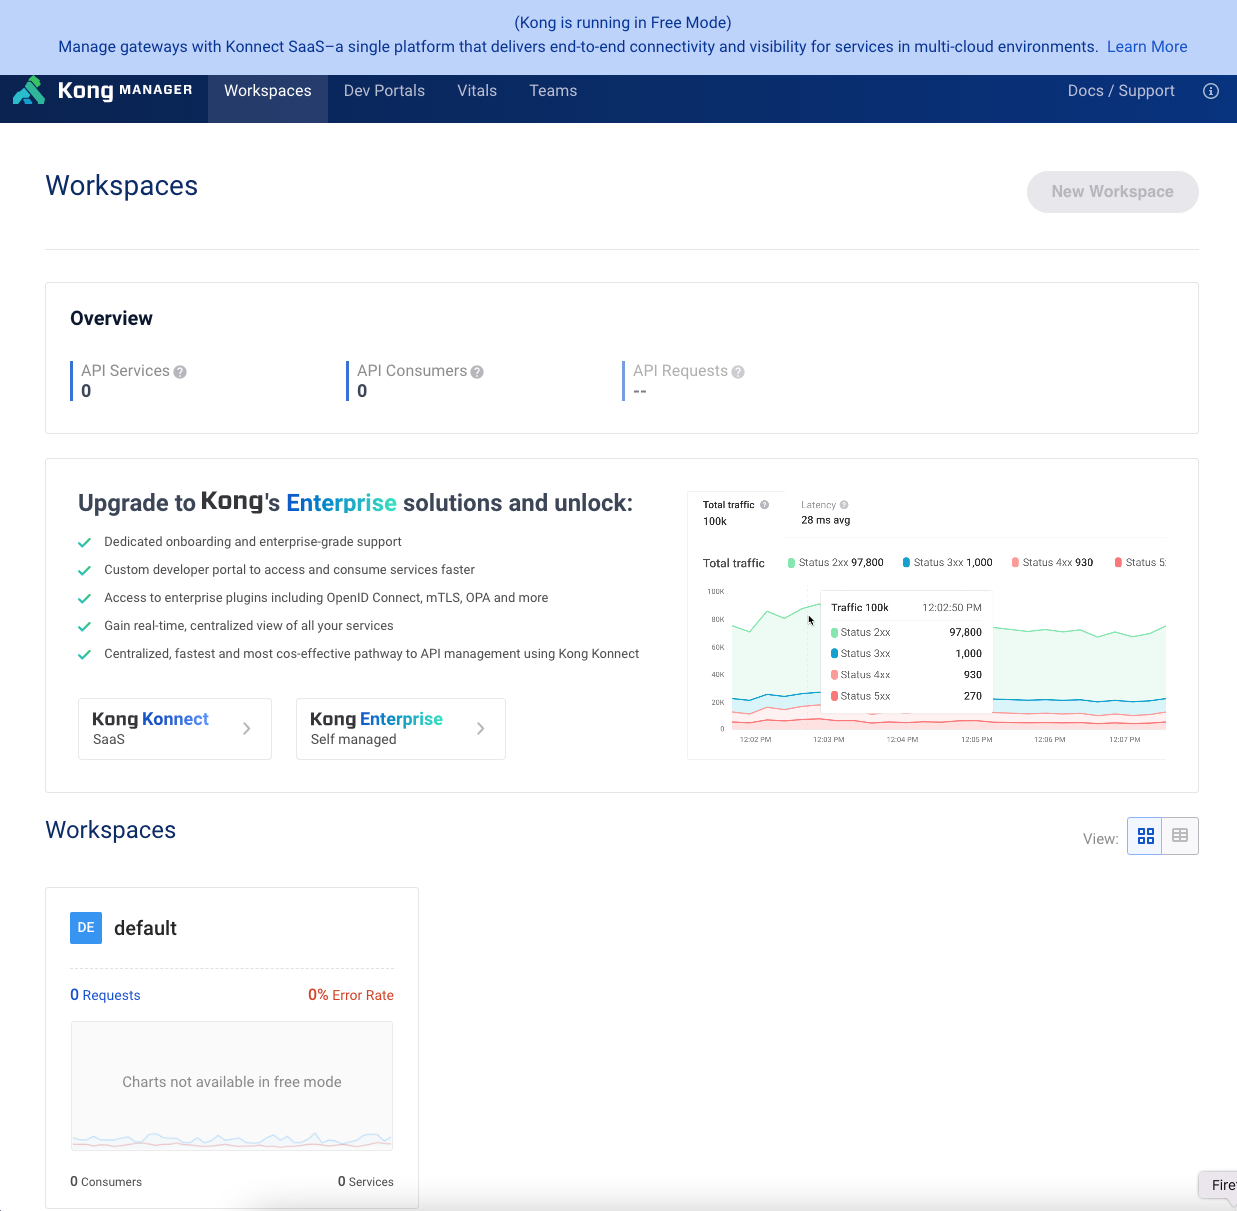 (Kong is running in Free Mode)
Manage gateways with Konnect SaaS–a single platform that delivers end-to-end connectivity and visibility for services in multi-cloud environments. Learn More
Kong MANAGER Workspaces Dev Portals Vitals Teams Docs / Support
Workspaces
New Workspace
Overview
API Services ?
0
API Consumers ?
0
API Requests ?
--
Upgrade to Kong's Enterprise solutions and unlock:
Dedicated onboarding and enterprise-grade support
Custom developer portal to access and consume services faster
Access to enterprise plugins including OpenID Connect, mTLS, OPA and more
Gain real-time, centralized view of all your services
Centralized, fastest and most cos-effective pathway to API management using Kong Konnect
Kong Konnect
SaaS
Kong Enterprise
Self managed
Total traffic ?
100k
Latency ?
28 ms avg
Total traffic Status 2xx 97,800 Status 3xx 1,000 Status 4xx 930 Status 5
100K
80K
60K
40K
20K
0
Traffic 100k 12:02:50 PM
Status 2xx 97,800
Status 3xx 1,000
Status 4xx 930
Status 5xx 270
12:02 PM 12:03 PM 12:04 PM 12:05 PM 12:06 PM 12:07 PM
Workspaces
View:
DE default
0 Requests 0% Error Rate
Charts not available in free mode
0 Consumers 0 Services